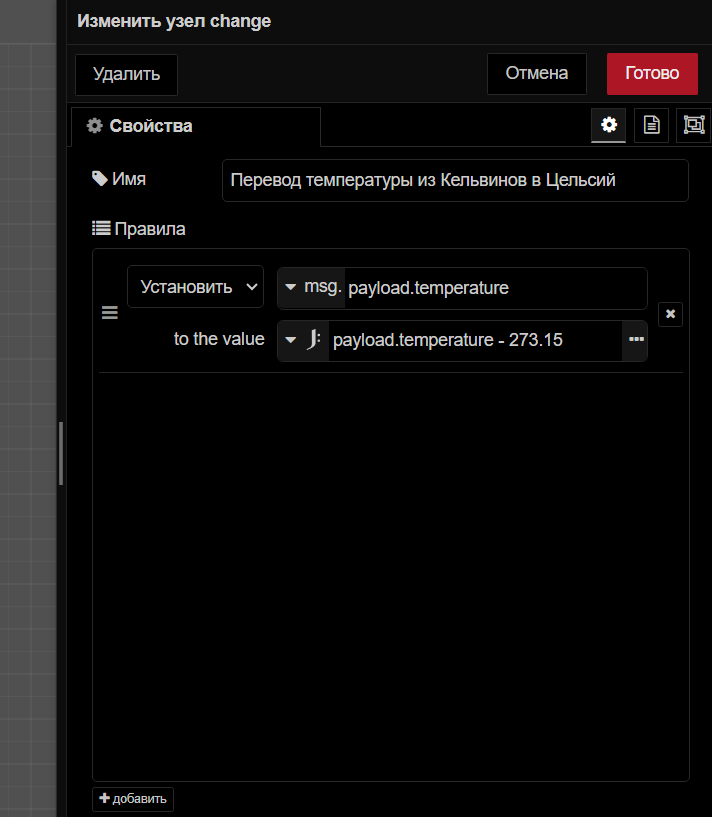 Изменить узел change
Удалить Отмена Готово
Свойства
Имя Перевод температуры из Кельвинов в Цельсий
Правила
Установить msg. payload.temperature
to the value J: payload.temperature - 273.15
добавить